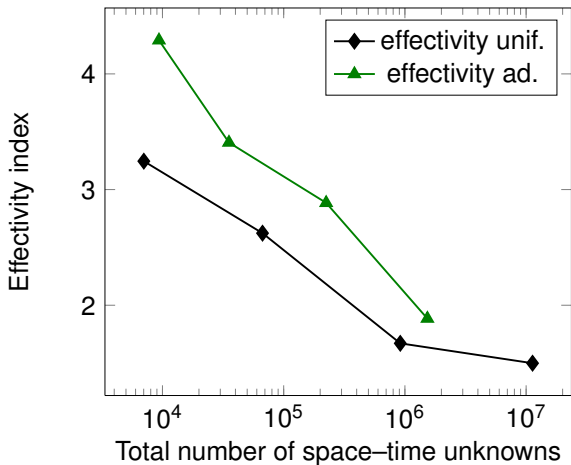 effectivity unif.
effectivity ad.
4
3
2
Effectivity index
10^4 10^5 10^6 10^7
Total number of space–time unknowns